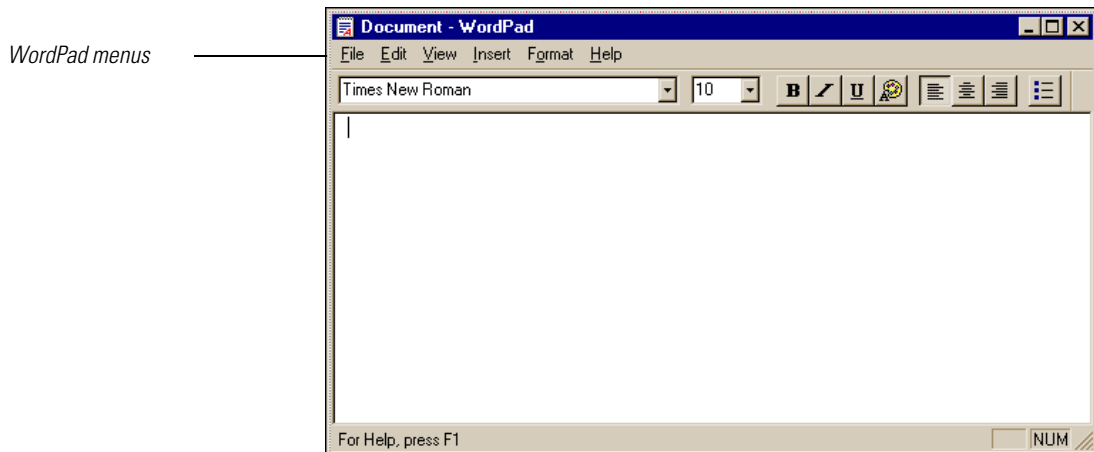 Document - WordPad
WordPad menus
File Edit View Insert Format Help
Times New Roman 10 B I U A
For Help, press F1 NUM